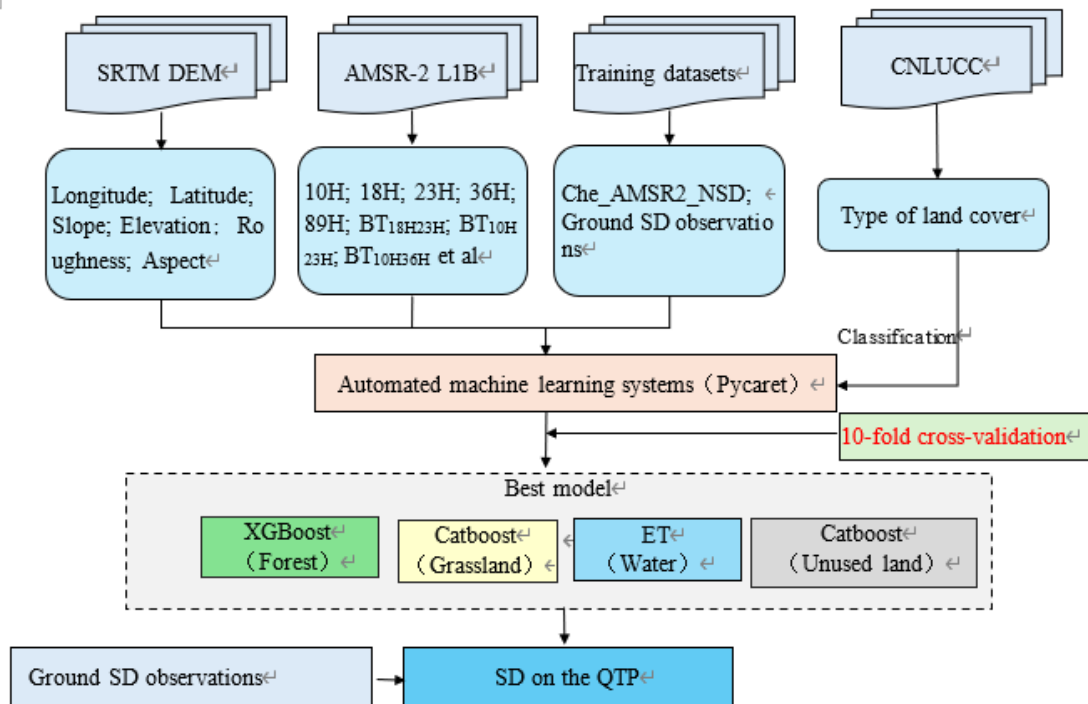 SRTM DEM↵
AMSR-2 L1B↵
Training datasets↵
CNLUCC↵
Longitude; Latitude;
Slope; Elevation; Ro
ughness; Aspect↵
10H; 18H; 23H; 36H;
89H; BT18H23H; BT10H
23H; BT10H36H et al↵
Che_AMSR2_NSD; ↵
Ground SD observatio
ns↵
Type of land cover↵
Classification↵
Automated machine learning systems（Pycaret）↵
10-fold cross-validation↵
Best model↵
XGBoost↵
（Forest）↵
Catboost↵
（Grassland）↵
↵
ET↵
（Water）↵
Catboost↵
（Unused land）↵
Ground SD observations↵
SD on the QTP↵